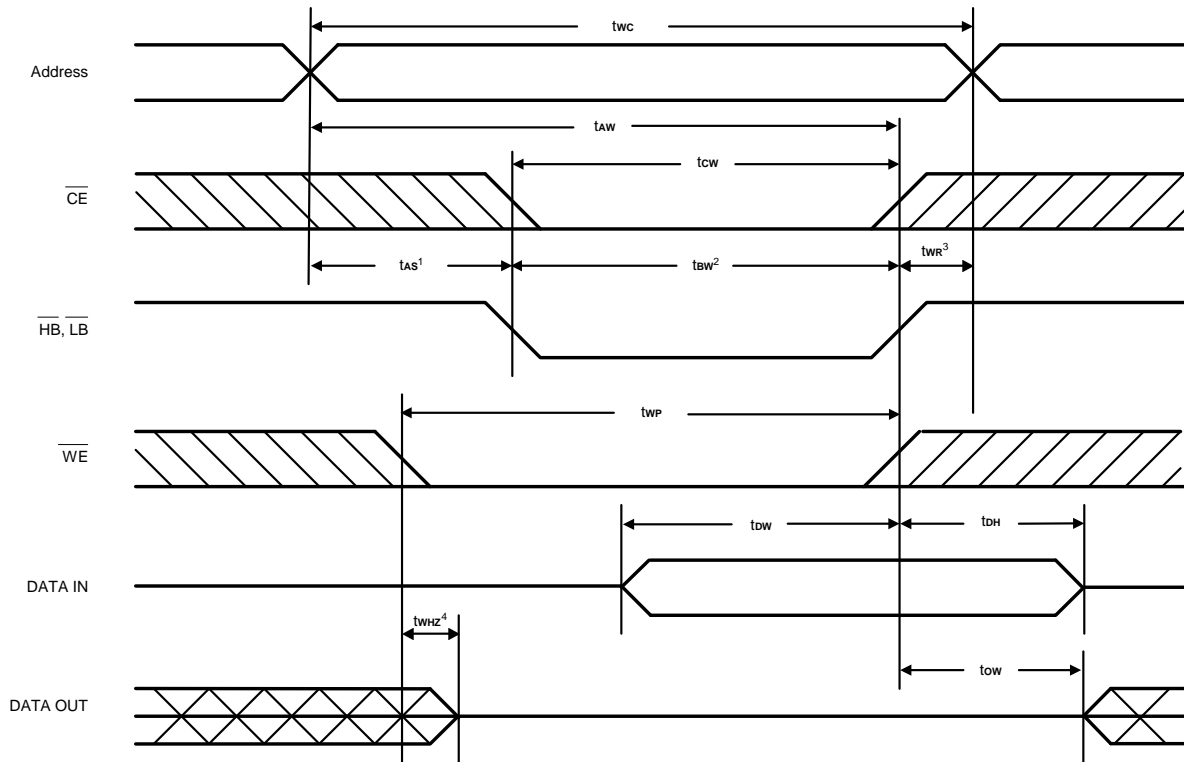 tWC
Address
tAW
tCW
CE
tAS1 tBW2 tWR3
HB, LB
tWP
WE
tDW tDH
DATA IN
tWHZ4
tOW
DATA OUT